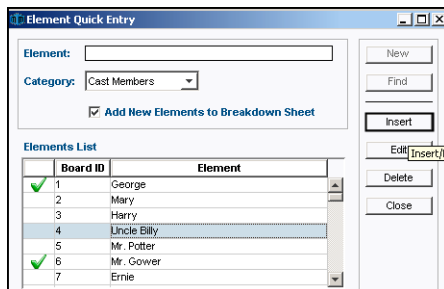 Element Quick Entry
Element:
Category: Cast Members
Add New Elements to Breakdown Sheet
Elements List
Board ID Element
1 George
2 Mary
3 Harry
4 Uncle Billy
5 Mr. Potter
6 Mr. Gower
7 Ernie
New
Find
Insert
Edit
Insert/
Delete
Close